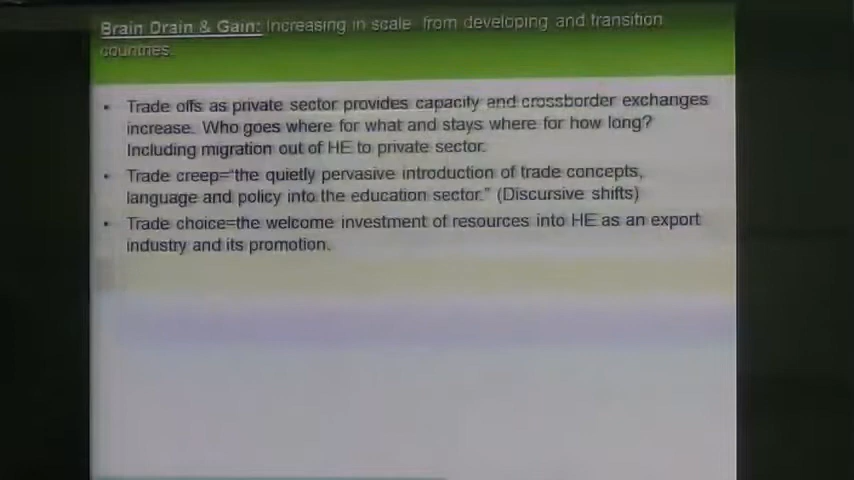 Brain Drain & Gain: Increasing in scale from developing and transition
countries.
• Trade offs as private sector provides capacity and crossborder exchanges
increase. Who goes where for what and stays where for how long?
Including migration out of HE to private sector.
• Trade creep="the quietly pervasive introduction of trade concepts,
language and policy into the education sector." (Discursive shifts)
• Trade choice=the welcome investment of resources into HE as an export
industry and its promotion.